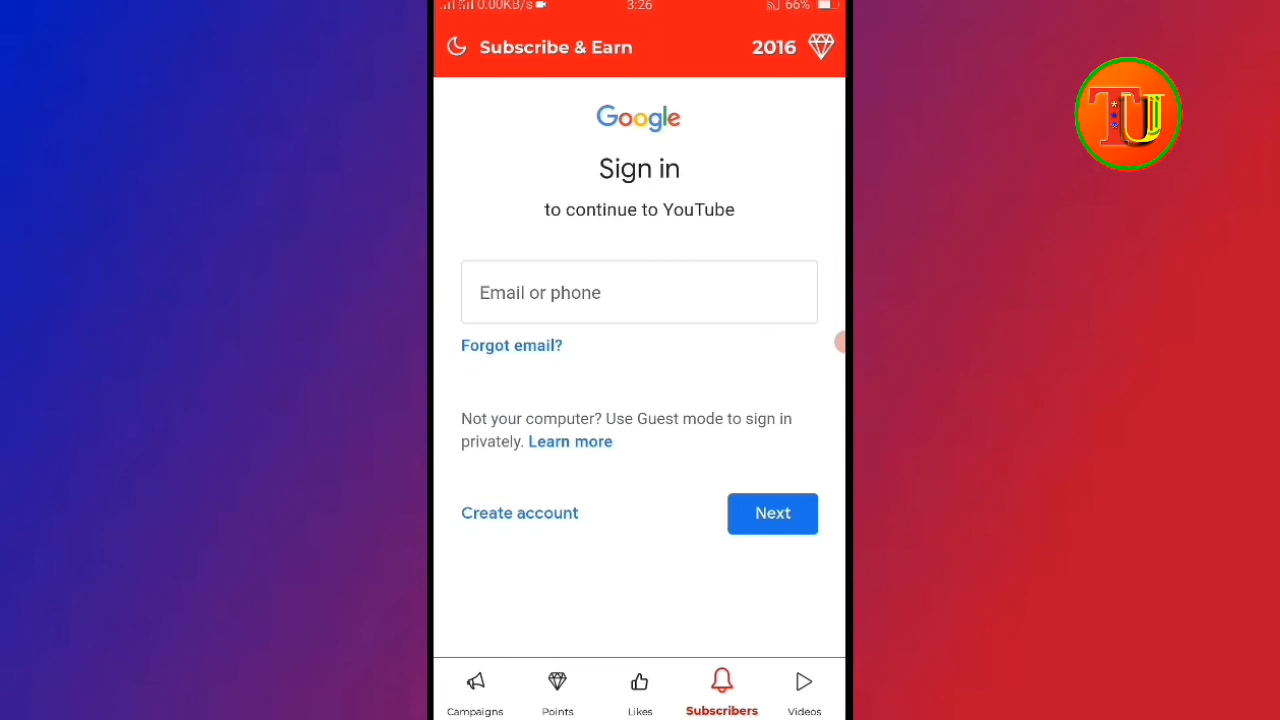 0.00KB/s 3:26 66%
Subscribe & Earn 2016
TU
Google
Sign in
to continue to YouTube
Email or phone
Forgot email?
Not your computer? Use Guest mode to sign in
privately. Learn more
Create account Next
Campaigns Points Likes Subscribers Videos